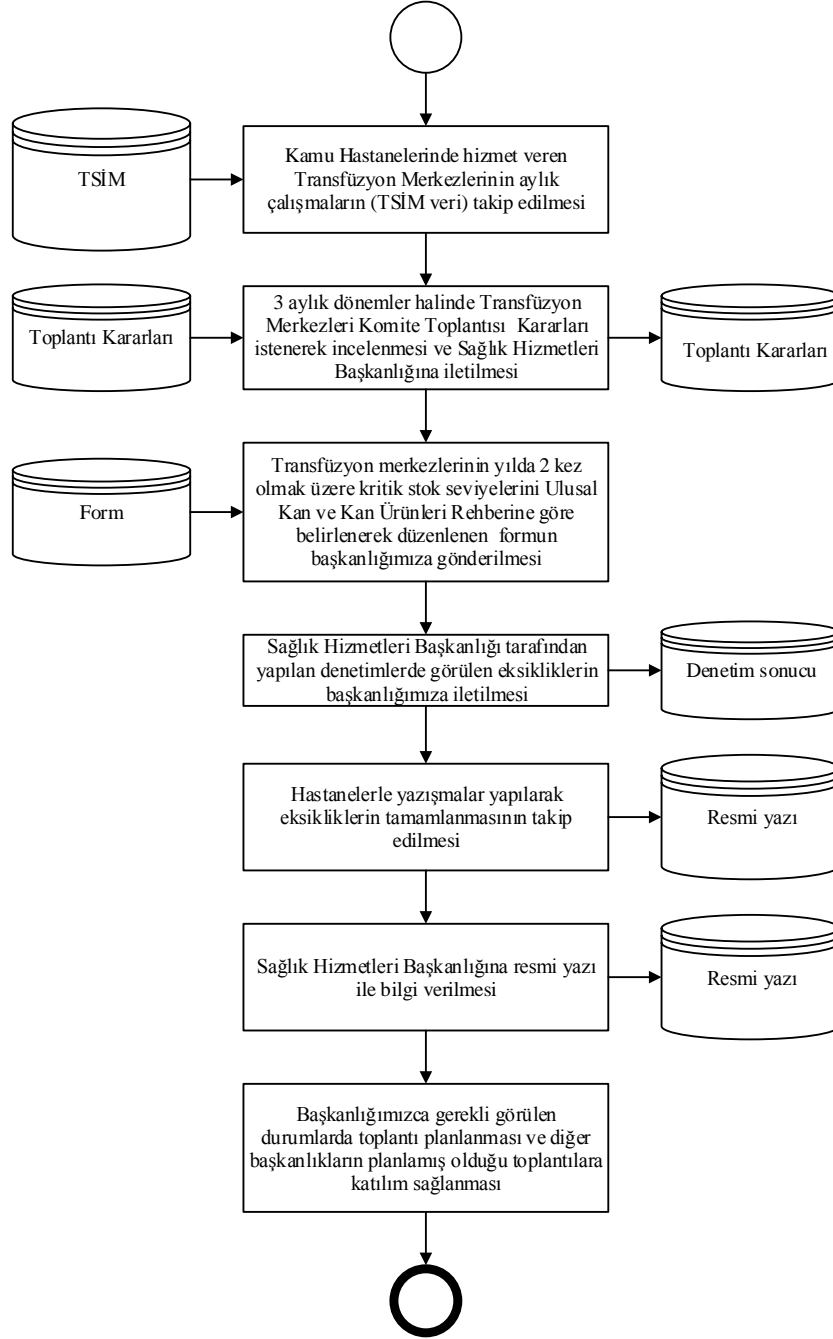 TSİM
Kamu Hastanelerinde hizmet veren
Transfüzyon Merkezlerinin aylık
çalışmaların (TSİM veri) takip edilmesi
Toplantı Kararları
3 aylık dönemler halinde Transfüzyon
Merkezleri Komite Toplantısı Kararları
istenerek incelenmesi ve Sağlık Hizmetleri
Başkanlığına iletilmesi
Toplantı Kararları
Form
Transfüzyon merkezlerinin yılda 2 kez
olmak üzere kritik stok seviyelerini Ulusal
Kan ve Kan Ürünleri Rehberine göre
belirlenerek düzenlenen formun
başkanlığımıza gönderilmesi
Sağlık Hizmetleri Başkanlığı tarafından
yapılan denetimlerde görülen eksikliklerin
başkanlığımıza iletilmesi
Denetim sonucu
Hastanelerle yazışmalar yapılarak
eksikliklerin tamamlanmasının takip
edilmesi
Resmi yazı
Sağlık Hizmetleri Başkanlığına resmi yazı
ile bilgi verilmesi
Resmi yazı
Başkanlığımızca gerekli görülen
durumlarda toplantı planlanması ve diğer
başkanlıkların planlamış olduğu toplantılara
katılım sağlanması